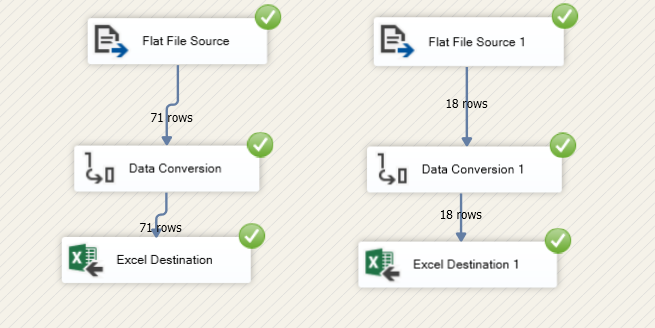 Flat File Source
71 rows
Data Conversion
71 rows
Excel Destination
Flat File Source 1
18 rows
Data Conversion 1
18 rows
Excel Destination 1